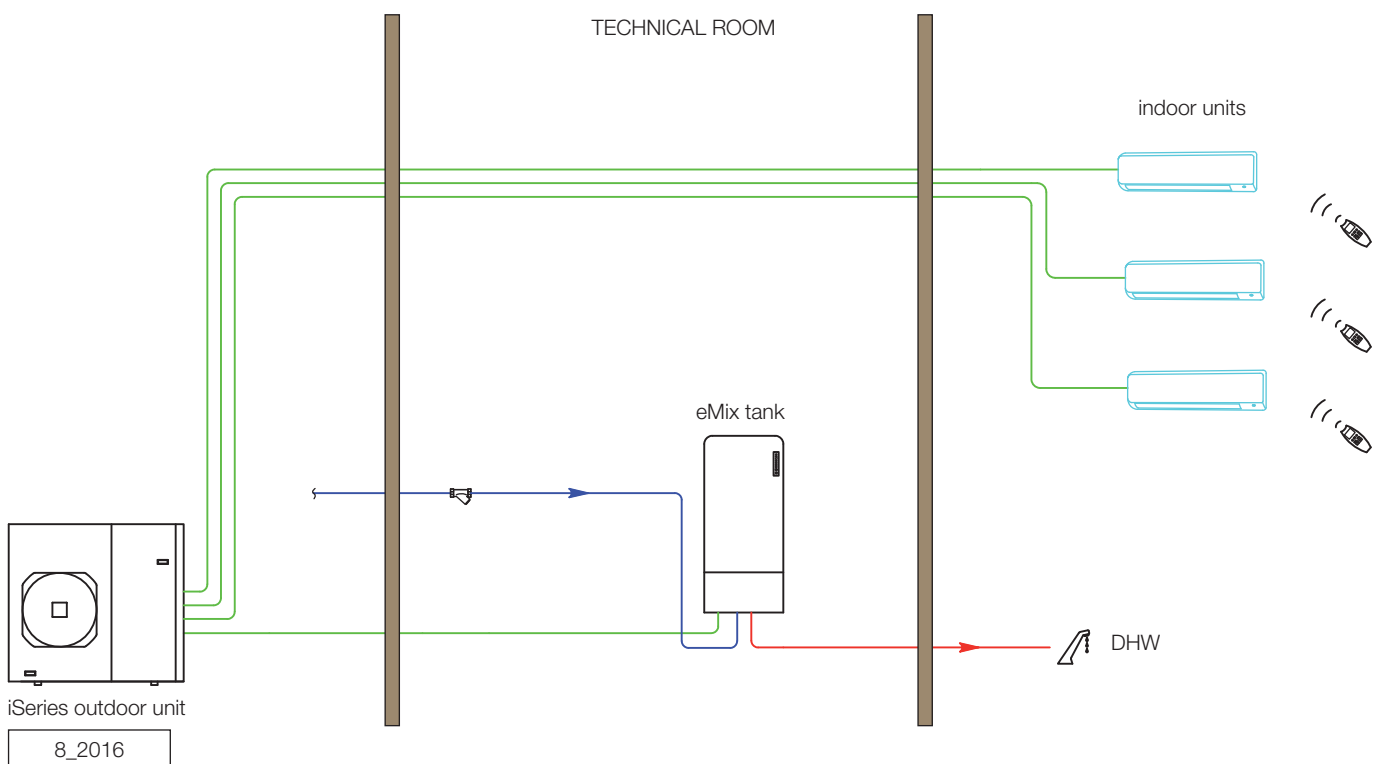 TECHNICAL ROOM
indoor units
eMix tank
DHW
iSeries outdoor unit
8_2016